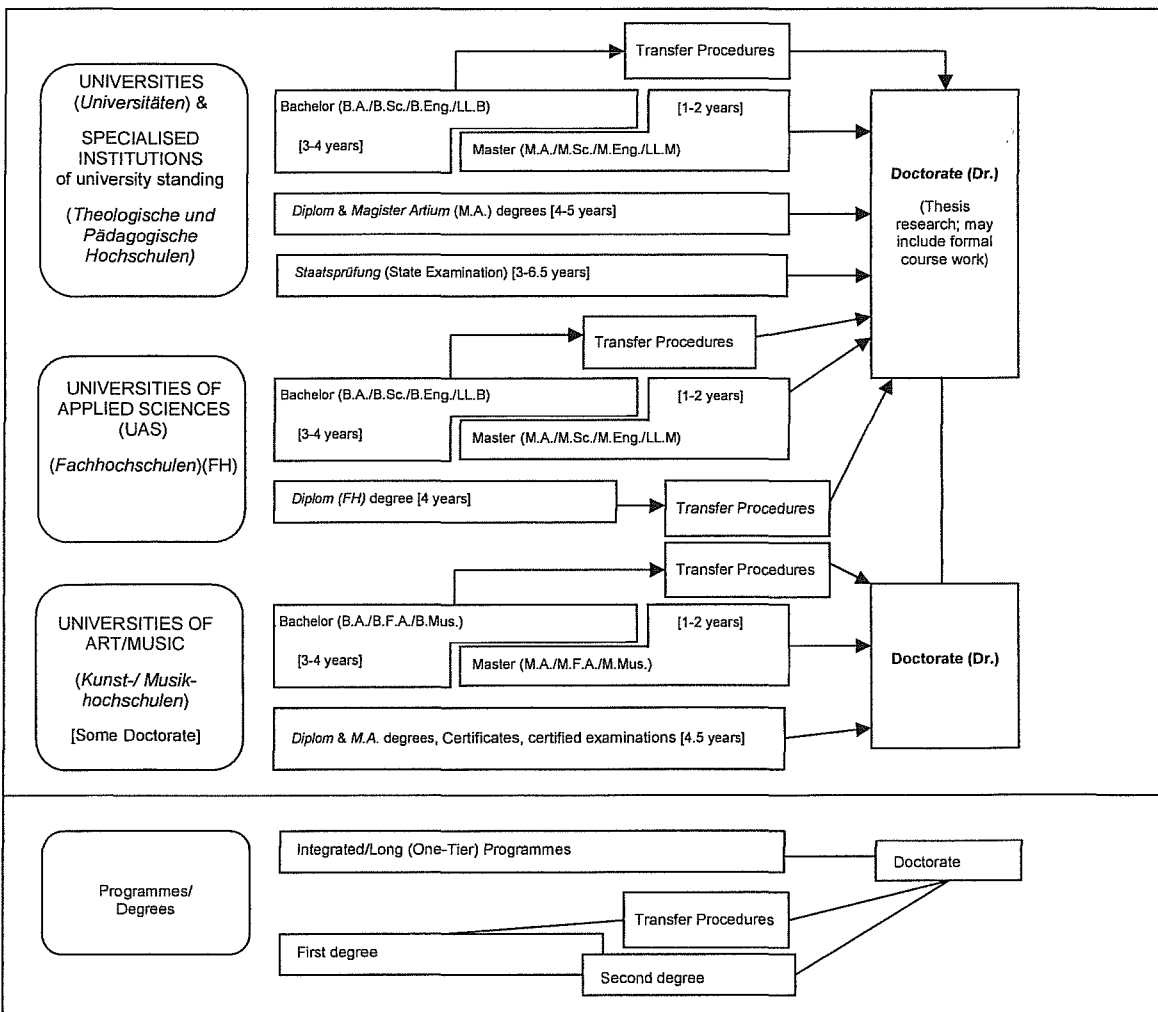 Transfer Procedures
UNIVERSITIES
(Universitäten) &
SPECIALISED
INSTITUTIONS
of university standing
(Theologische und
Pädagogische
Hochschulen)
Bachelor (B.A./B.Sc./B.Eng./LL.B)
[3-4 years]
[1-2 years]
Master (M.A./M.Sc./M.Eng./LL.M)
Diplom & Magister Artium (M.A.) degrees [4-5 years]
Staatsprüfung (State Examination) [3-6.5 years]
Doctorate (Dr.)
(Thesis
research; may
include formal
course work)
UNIVERSITIES OF
APPLIED SCIENCES
(UAS)
(Fachhochschulen)(FH)
Transfer Procedures
Bachelor (B.A./B.Sc./B.Eng./LL.B)
[3-4 years]
[1-2 years]
Master (M.A./M.Sc./M.Eng./LL.M)
Diplom (FH) degree [4 years]
Transfer Procedures
UNIVERSITIES OF
ART/MUSIC
(Kunst-/ Musik-
hochschulen)
[Some Doctorate]
Transfer Procedures
Bachelor (B.A./B.F.A./B.Mus.)
[3-4 years]
[1-2 years]
Master (M.A./M.F.A./M.Mus.)
Diplom & M.A. degrees, Certificates, certified examinations [4.5 years]
Doctorate (Dr.)
Programmes/
Degrees
Integrated/Long (One-Tier) Programmes
Doctorate
Transfer Procedures
First degree
Second degree